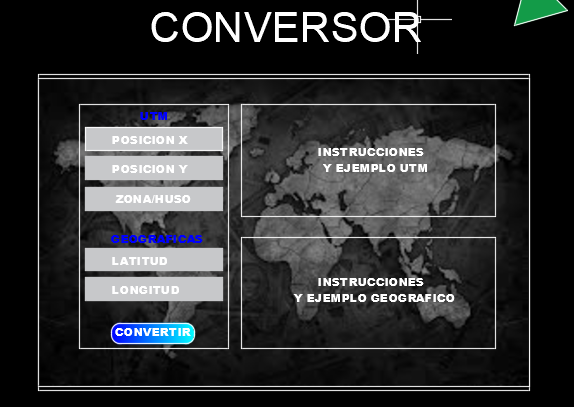 CONVERSOR
UTM
POSICION X
POSICION Y
ZONA/HUSO
GEOGRAFICAS
LATITUD
LONGITUD
CONVERTIR
INSTRUCCIONES
Y EJEMPLO UTM
INSTRUCCIONES
Y EJEMPLO GEOGRAFICO